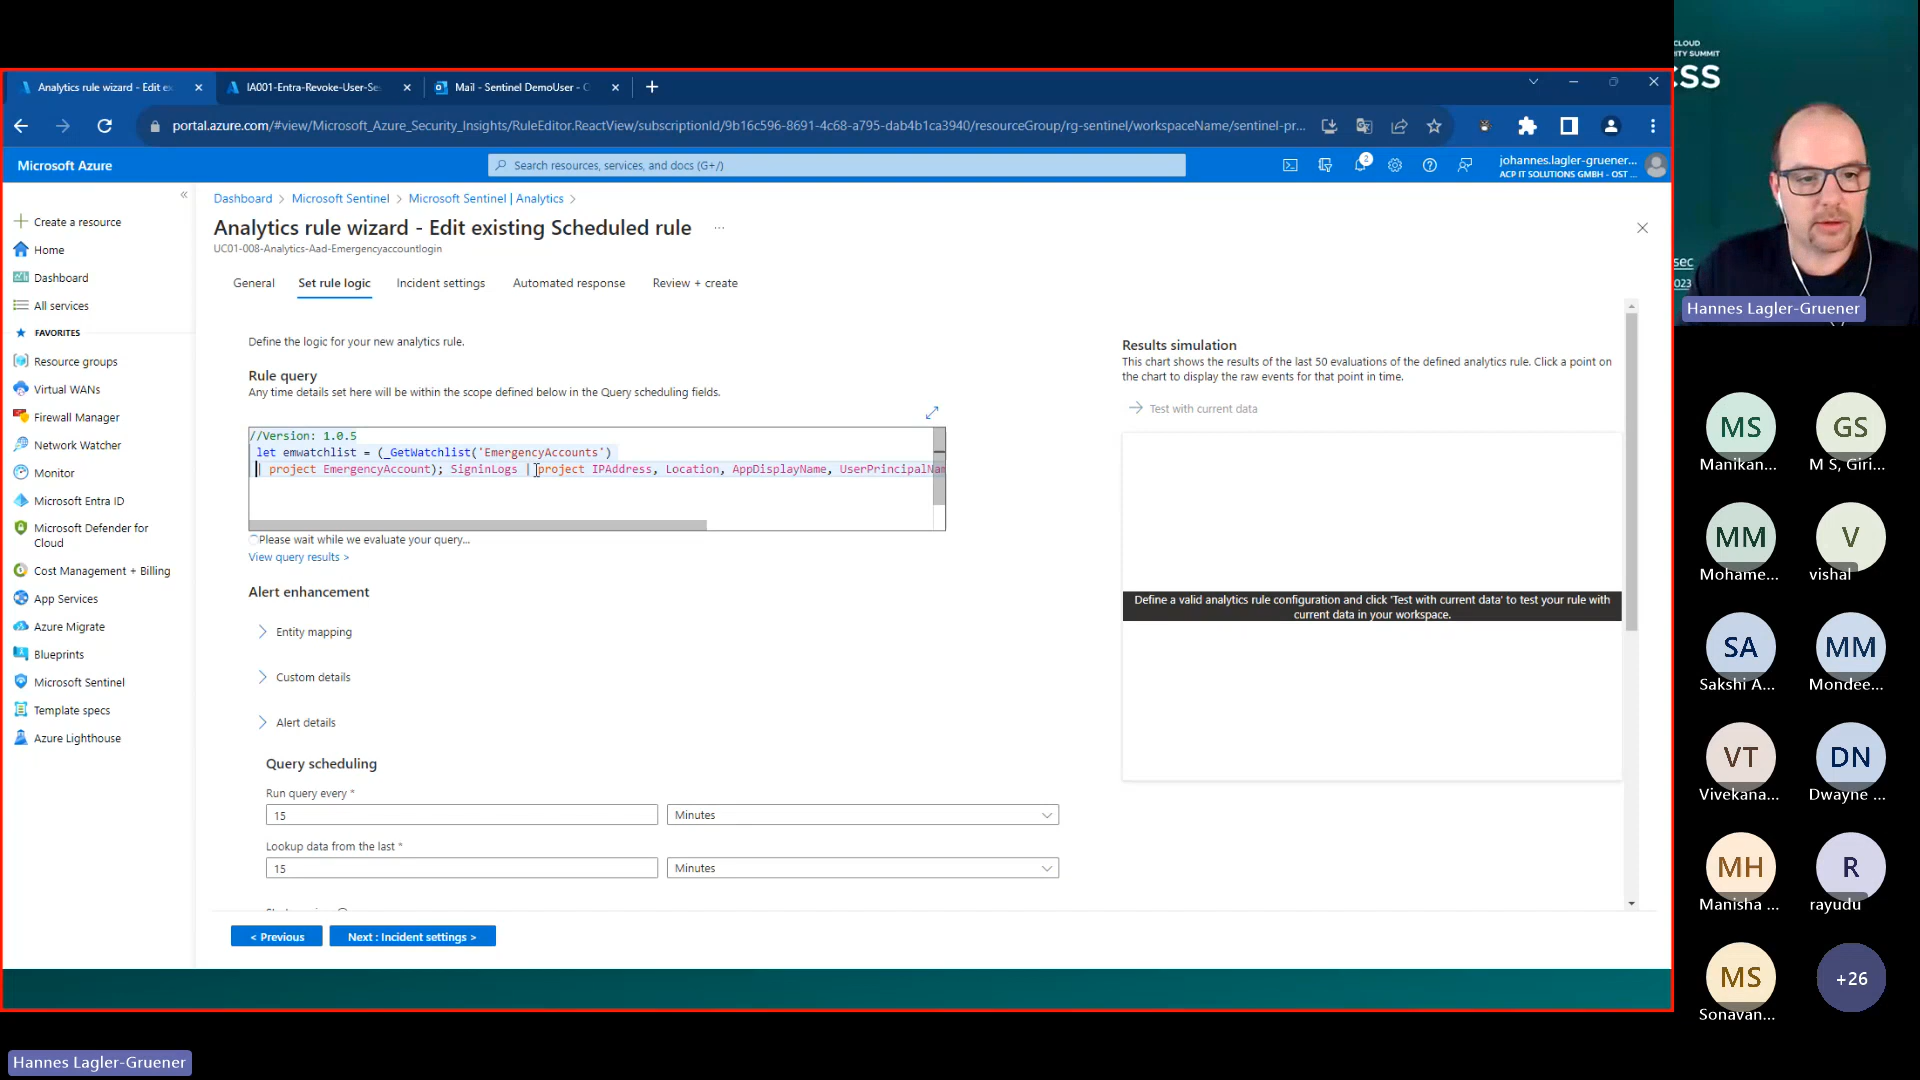 Analytics rule wizard - Edit ex
IA001-Entra-Revoke-User-Se
Mail - Sentinel DemoUser - O
portal.azure.com/#view/Microsoft_Azure_Security_Insights/RuleEditor.ReactView/subscriptionId/9b16c596-8691-4c68-a795-dab4b1ca3940/resourceGroup/rg-sentinel/workspaceName/sentinel-pr...
Microsoft Azure
Search resources, services, and docs (G+/)
2
johannes.lagler-gruener...
ACP IT SOLUTIONS GMBH - OST ...
Create a resource
Home
Dashboard
All services
FAVORITES
Resource groups
Virtual WANs
Firewall Manager
Network Watcher
Monitor
Microsoft Entra ID
Microsoft Defender for
Cloud
Cost Management + Billing
App Services
Azure Migrate
Blueprints
Microsoft Sentinel
Template specs
Azure Lighthouse
Dashboard > Microsoft Sentinel > Microsoft Sentinel | Analytics >
Analytics rule wizard - Edit existing Scheduled rule ...
UC01-008-Analytics-Aad-Emergencyaccountlogin
General
Set rule logic
Incident settings
Automated response
Review + create
Define the logic for your new analytics rule.
Rule query
Any time details set here will be within the scope defined below in the Query scheduling fields.
//Version: 1.0.5
let emwatchlist = (_GetWatchlist('EmergencyAccounts')
| project EmergencyAccount); SigninLogs | project IPAddress, Location, AppDisplayName, UserPrincipalNam
Please wait while we evaluate your query...
View query results >
Alert enhancement
Entity mapping
Custom details
Alert details
Query scheduling
Run query every *
15
Minutes
Lookup data from the last *
15
Minutes
< Previous
Next : Incident settings >
Results simulation
This chart shows the results of the last 50 evaluations of the defined analytics rule. Click a point on
the chart to display the raw events for that point in time.
Test with current data
Define a valid analytics rule configuration and click 'Test with current data' to test your rule with
current data in your workspace.
CLOUD
ITY SUMMIT
CSS
sec
023
Hannes Lagler-Gruener
MS
Manikan...
GS
M S, Giri...
MM
Mohame...
V
vishal
SA
Sakshi A...
MM
Mondee...
VT
Vivekana...
DN
Dwayne ...
MH
Manisha ...
R
rayudu
MS
Sonavan...
+26
Hannes Lagler-Gruener